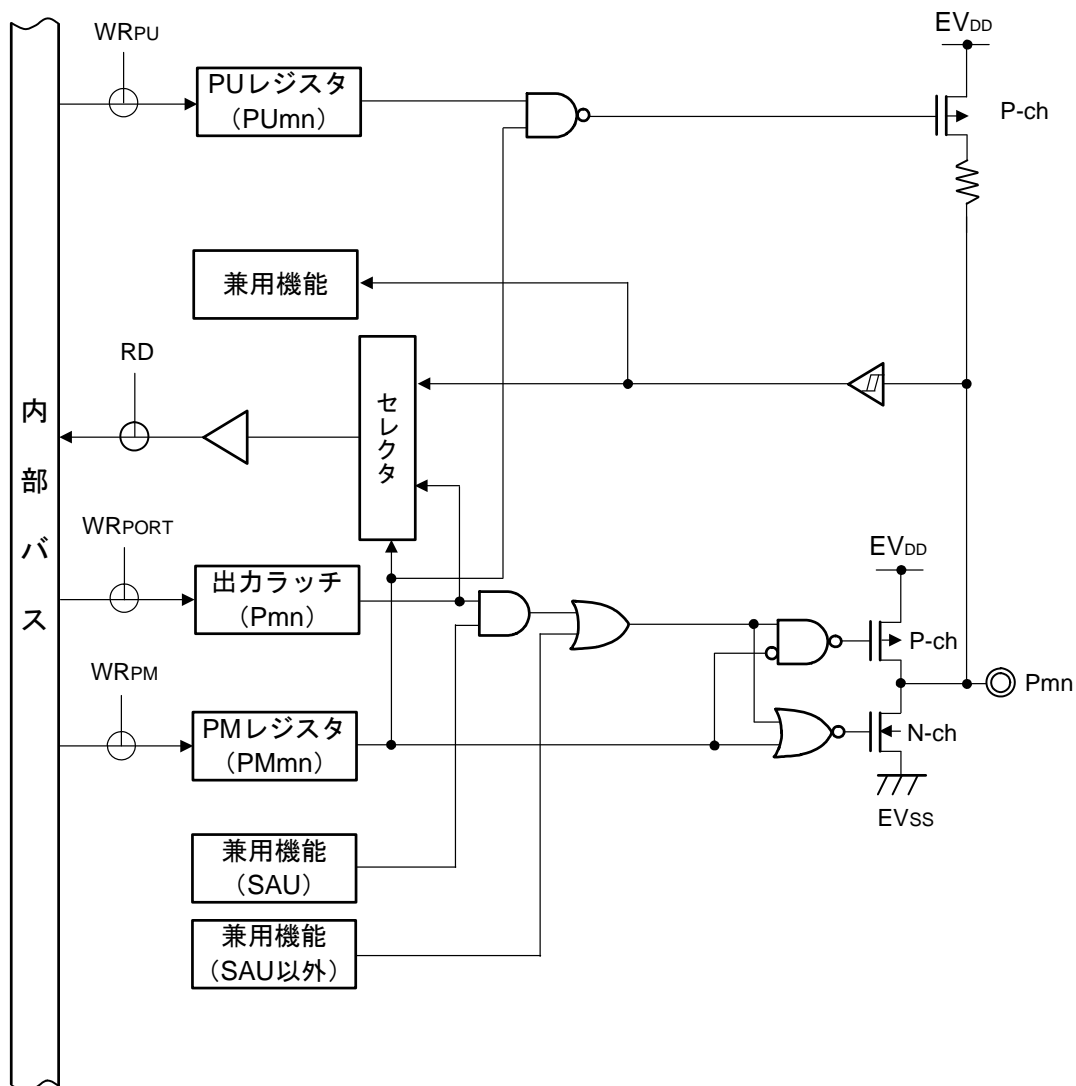 WRPU
EVDD
PUレジスタ
（PUmn）
P-ch
兼用機能
RD
セレクタ
内部バス
WRPORT
EVDD
出力ラッチ
（Pmn）
P-ch
WRPM
Pmn
PMレジスタ
（PMmn）
N-ch
EVSS
兼用機能
（SAU）
兼用機能
（SAU以外）